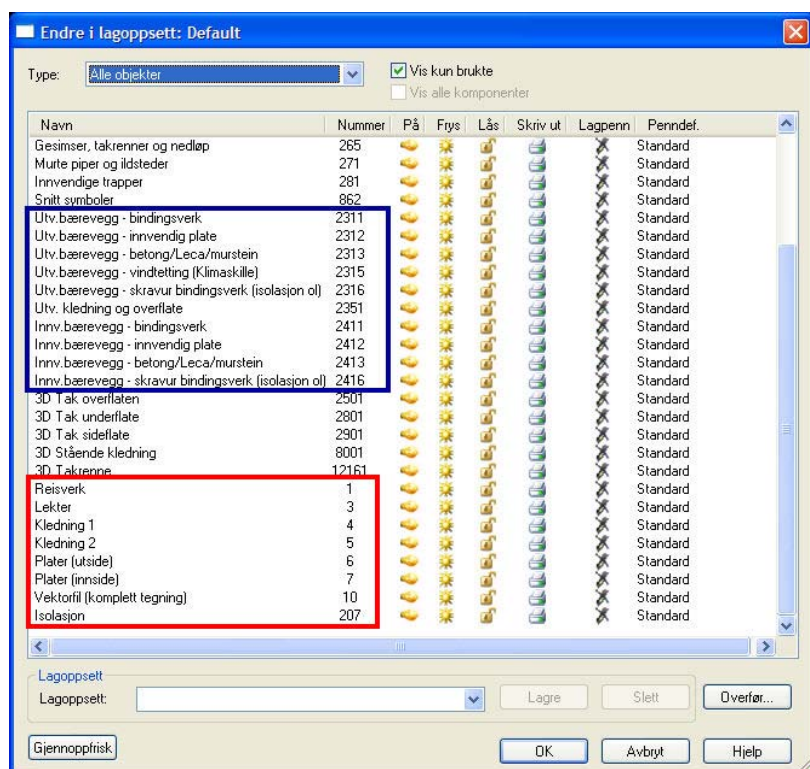 Endre i lagoppsett: Default
Type: Alle objekter Vis kun brukte
Vis alle komponenter
Navn Nummer På Frys Lås Skriv ut Lagpenn Penndef.
Gesimser, takrenner og nedløp 265 Standard
Murte piper og ildsteder 271 Standard
Innvendige trapper 281 Standard
Snitt symboler 862 Standard
Utv.bærevegg - bindingsverk 2311 Standard
Utv.bærevegg - innvendig plate 2312 Standard
Utv.bærevegg - betong/Leca/murstein 2313 Standard
Utv.bærevegg - vindtetting (Klimaskille) 2315 Standard
Utv.bærevegg - skravur bindingsverk (isolasjon ol) 2316 Standard
Utv. kledning og overflate 2351 Standard
Innv.bærevegg - bindingsverk 2411 Standard
Innv.bærevegg - innvendig plate 2412 Standard
Innv.bærevegg - betong/Leca/murstein 2413 Standard
Innv.bærevegg - skravur bindingsverk (isolasjon ol) 2416 Standard
3D Tak overflaten 2501 Standard
3D Tak underflate 2801 Standard
3D Tak sideflate 2901 Standard
3D Stående kledning 8001 Standard
3D Takrenne 12161 Standard
Reisverk 1 Standard
Lekter 3 Standard
Kledning 1 4 Standard
Kledning 2 5 Standard
Plater (utside) 6 Standard
Plater (innside) 7 Standard
Vektorfil (komplett tegning) 10 Standard
Isolasjon 207 Standard
Lagoppsett
Lagoppsett: Lagre Slett Overfør...
Gjennoppfrisk OK Avbryt Hjelp